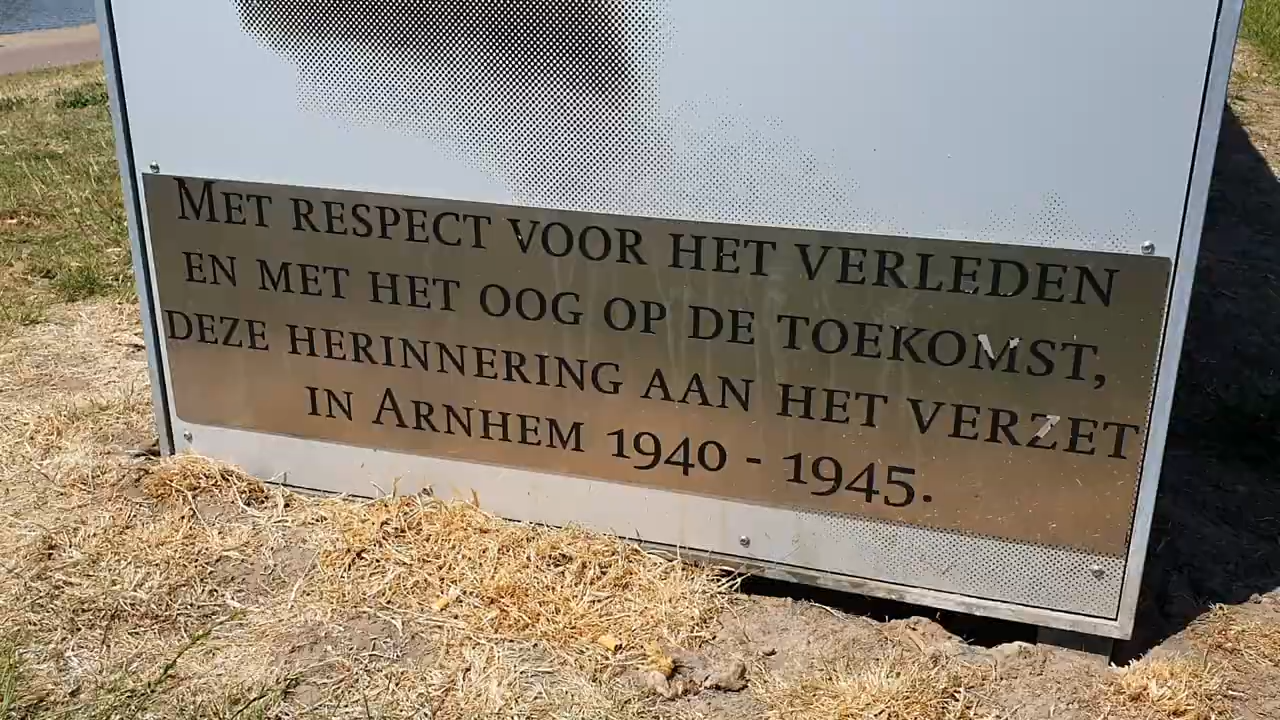 Met respect voor het verleden
en met het oog op de toekomst,
deze herinnering aan het verzet
in Arnhem 1940 - 1945.